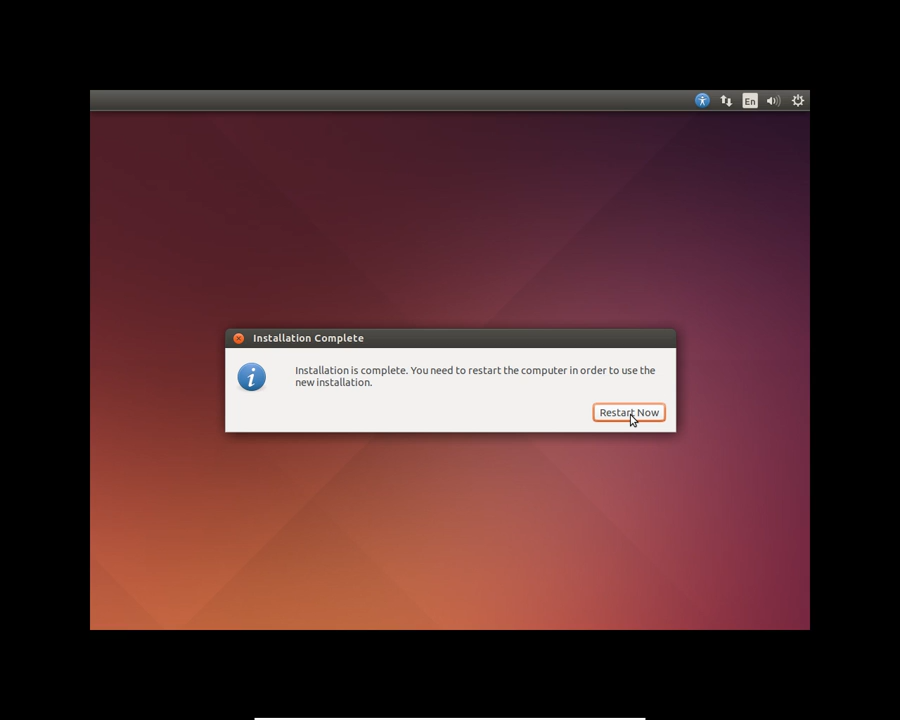 En
Installation Complete
Installation is complete. You need to restart the computer in order to use the
new installation.
Restart Now